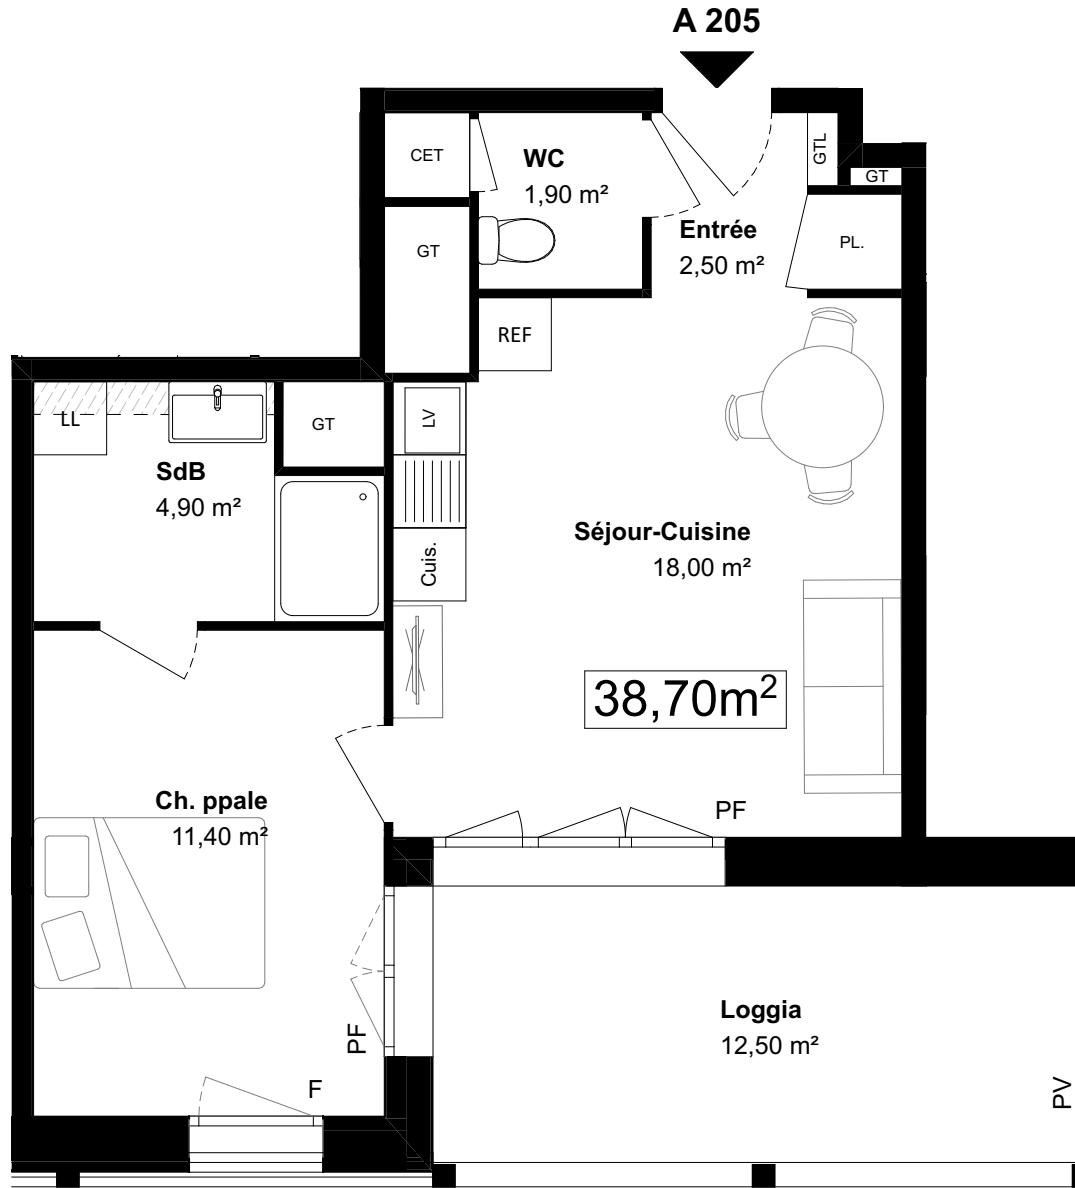 A 205
CET
WC
1,90 m²
GTL
GT
GT
Entrée
2,50 m²
PL.
REF
LL
GT
LV
SdB
4,90 m²
Séjour-Cuisine
18,00 m²
Cuis.
38,70m²
Ch. ppale
11,40 m²
PF
Loggia
12,50 m²
PF
F
PV